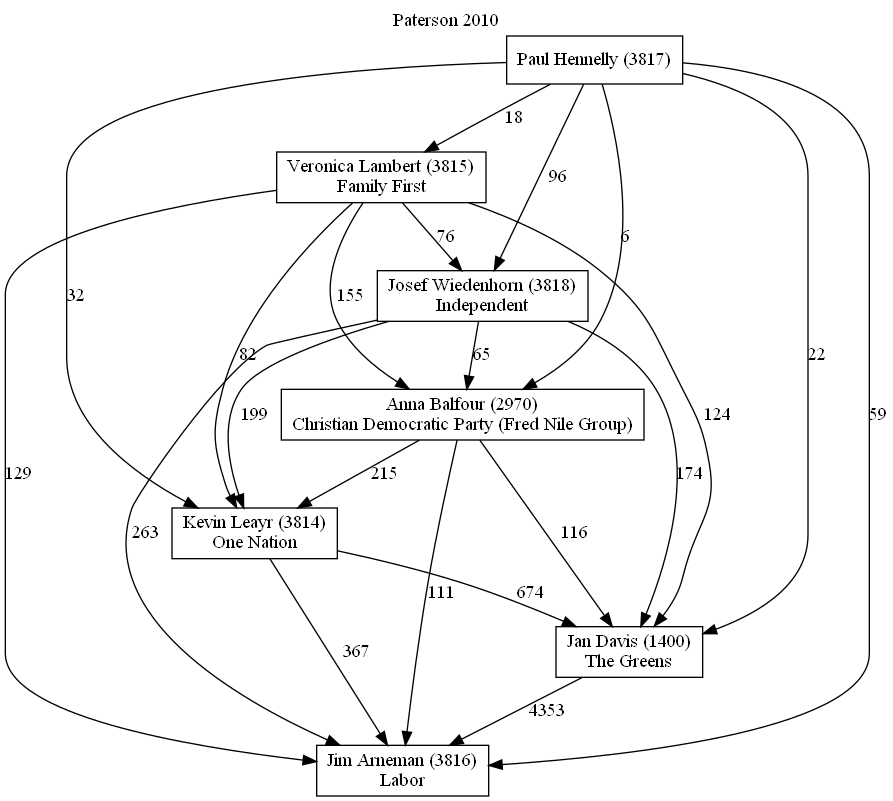 Paterson 2010
Paul Hennelly (3817)
18
Veronica Lambert (3815)
Family First
96
6
76
Josef Wiedenhorn (3818)
Independent
32
155
82
65
22
59
199
124
Anna Balfour (2970)
Christian Democratic Party (Fred Nile Group)
129
215
174
Kevin Leayr (3814)
One Nation
263
116
111
674
367
Jan Davis (1400)
The Greens
4353
Jim Arneman (3816)
Labor